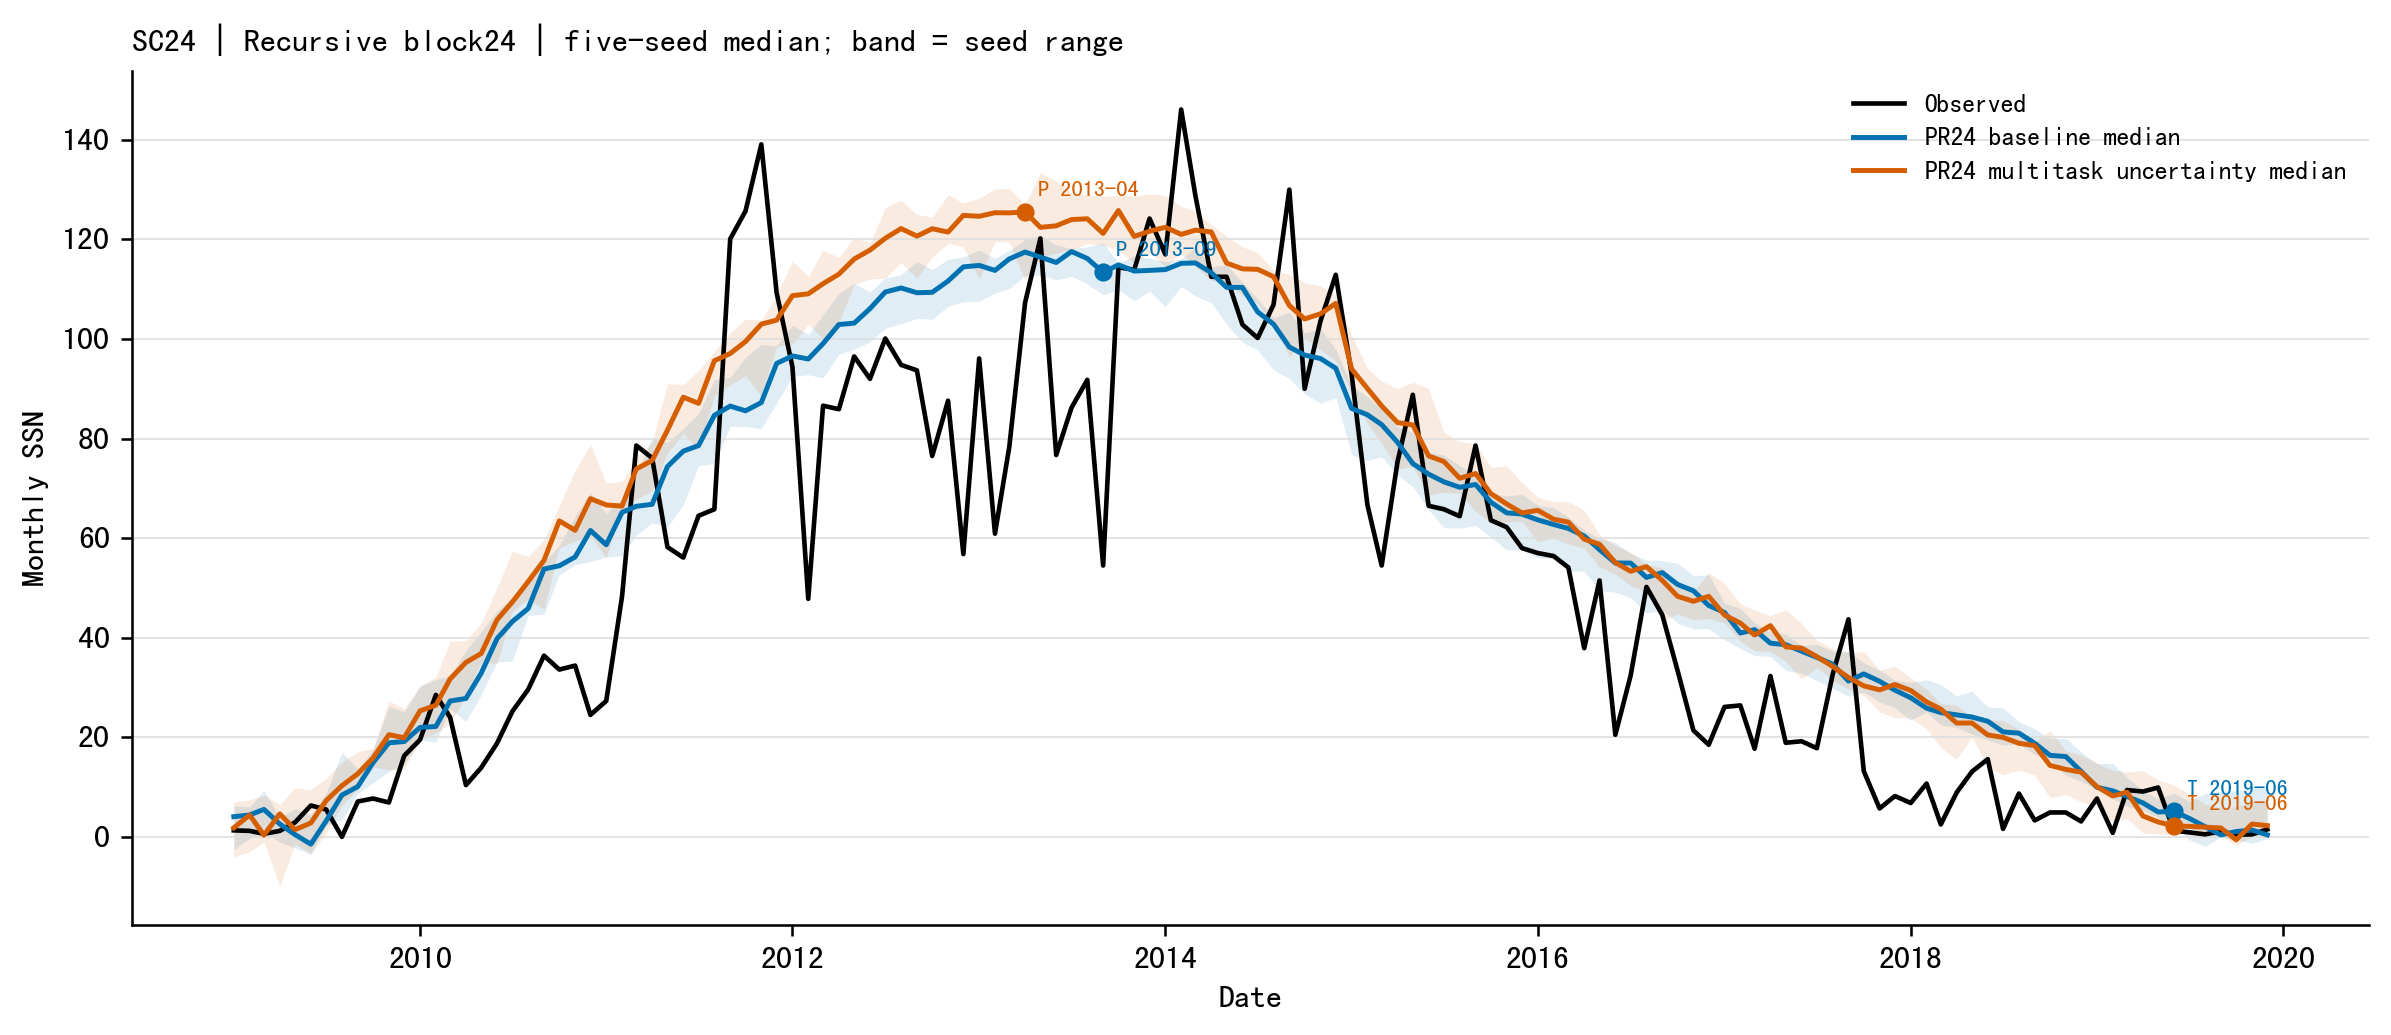 SC24 | Recursive block24 | five-seed median; band = seed range
Observed
PR24 baseline median
PR24 multitask uncertainty median
P 2013-04
P 2013-09
T 2019-06
T 2019-06
Monthly SSN
140
120
100
80
60
40
20
0
2010
2012
2014
2016
2018
2020
Date